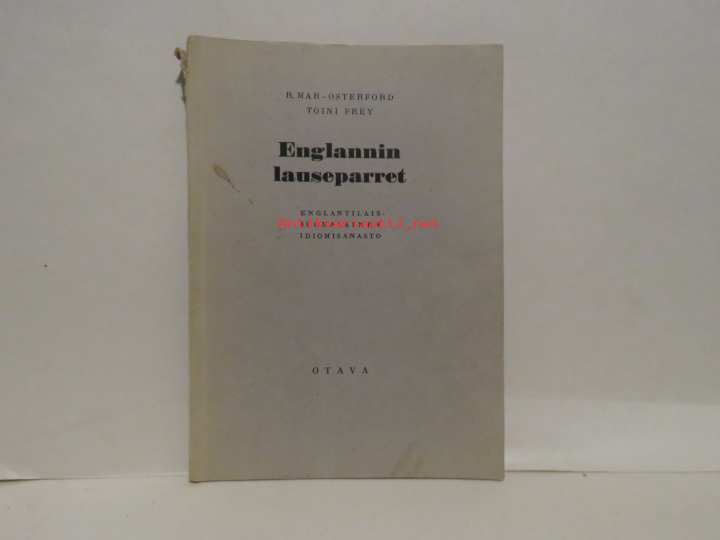 R. MAR-OSTERFORD
TOINI FREY
Englannin
lauseparret
ENGLANTILAIS-
IDIOMISANASTO
OTAVA